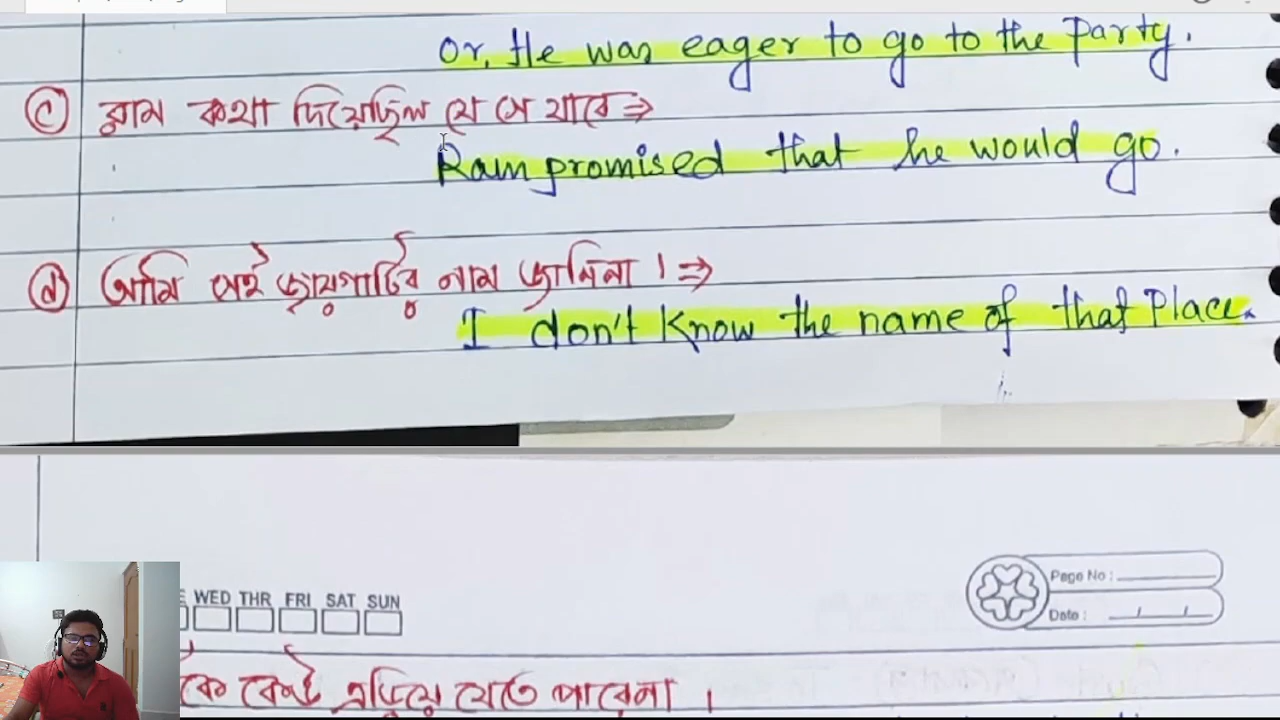 or, He was eager to go to the Party.
(c) রাম কথা দিয়েছিল যে সে যাবে ⇒
Ram promised that he would go.
(d) আমি সেই জায়গাটির নাম জানিনা । ⇒
I don't know the name of that Place.
Page No :
WED THR FRI SAT SUN
Date :
কে কেউ এড়িয়ে যেতে পারেনা ।